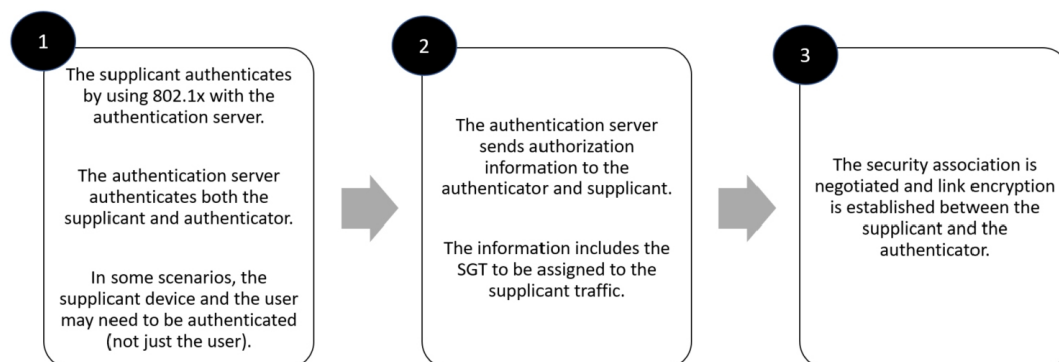 1
The supplicant authenticates
by using 802.1x with the
authentication server.
The authentication server
authenticates both the
supplicant and authenticator.
In some scenarios, the
supplicant device and the user
may need to be authenticated
(not just the user).
2
The authentication server
sends authorization
information to the
authenticator and supplicant.
The information includes the
SGT to be assigned to the
supplicant traffic.
3
The security association is
negotiated and link encryption
is established between the
supplicant and the
authenticator.